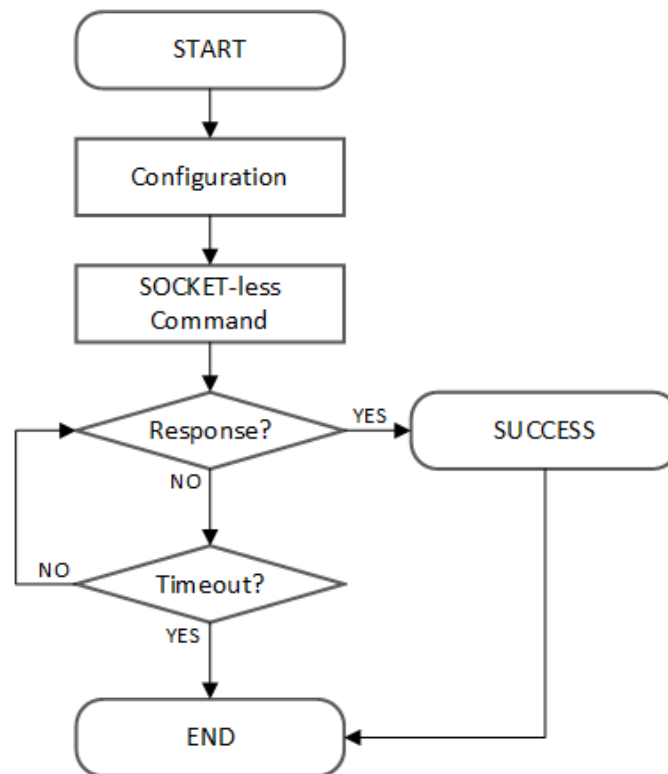 START
Configuration
SOCKET-less
Command
Response?
YES
SUCCESS
NO
NO
Timeout?
YES
END